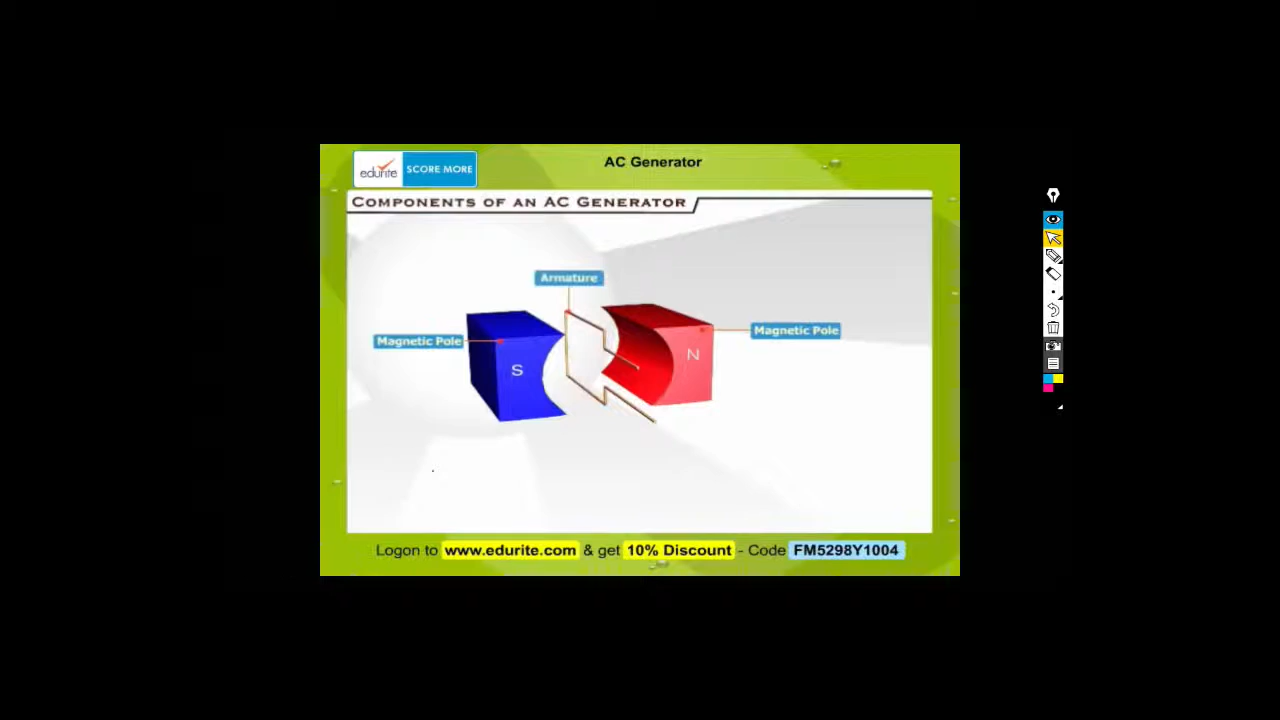 AC Generator
edurite SCORE MORE
COMPONENTS OF AN AC GENERATOR
Armature
Magnetic Pole
Magnetic Pole
S
N
Logon to www.edurite.com & get 10% Discount - Code FM5298Y1004